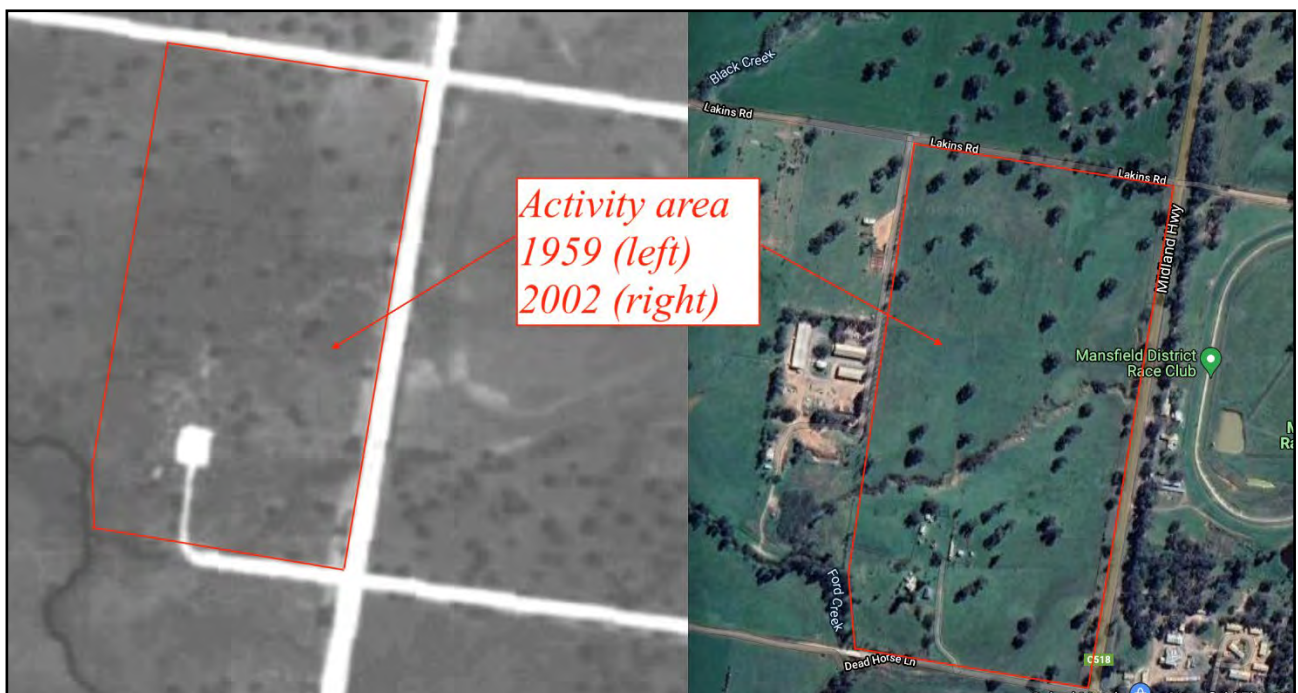 Activity area
1959 (left)
2002 (right)
Black Creek
Lakins Rd
Lakins Rd
Lakins Rd
Midland Hwy
Mansfield District
Race Club
M
Ra
Ford Creek
Dead Horse Ln
C518